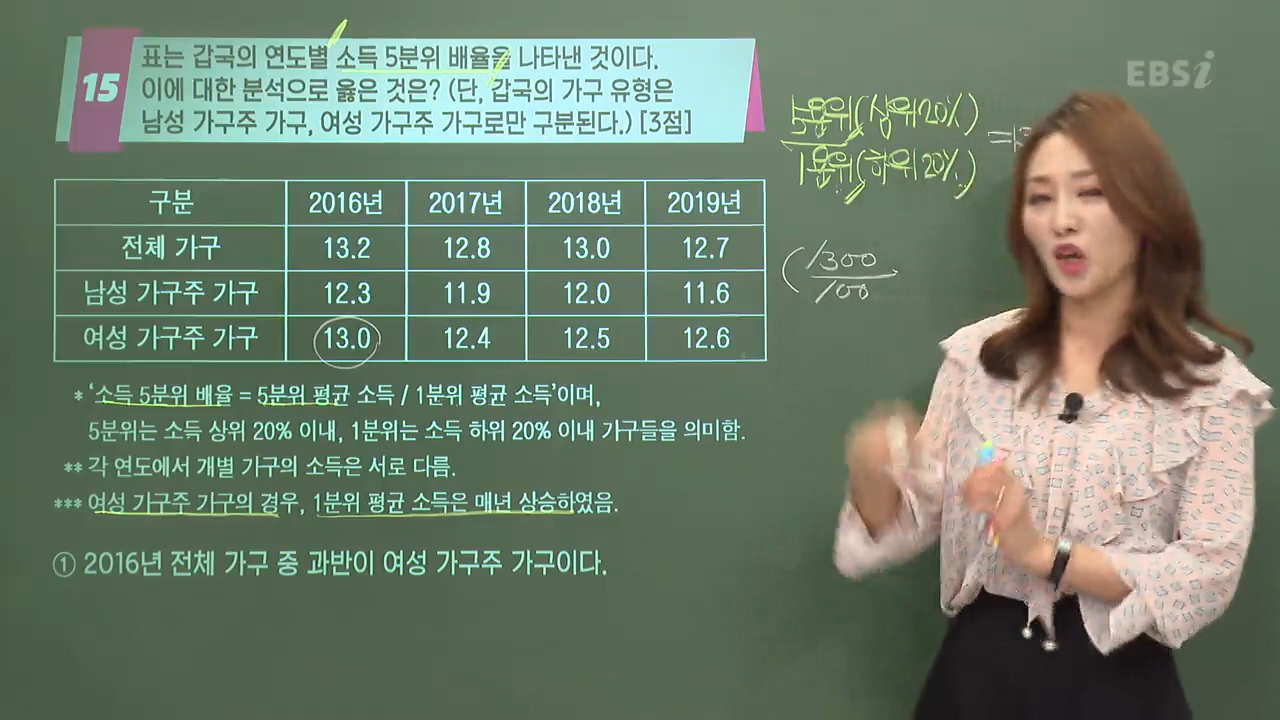 15
표는 갑국의 연도별 소득 5분위 배율을 나타낸 것이다.
이에 대한 분석으로 옳은 것은? (단, 갑국의 가구 유형은
남성 가구주 가구, 여성 가구주 가구로만 구분된다.) [3점]
EBSi
구분 2016년 2017년 2018년 2019년
전체 가구 13.2 12.8 13.0 12.7
남성 가구주 가구 12.3 11.9 12.0 11.6
여성 가구주 가구 13.0 12.4 12.5 12.6
* ‘소득 5분위 배율 = 5분위 평균 소득 / 1분위 평균 소득’이며,
5분위는 소득 상위 20% 이내, 1분위는 소득 하위 20% 이내 가구들을 의미함.
** 각 연도에서 개별 가구의 소득은 서로 다름.
*** 여성 가구주 가구의 경우, 1분위 평균 소득은 매년 상승하였음.
① 2016년 전체 가구 중 과반이 여성 가구주 가구이다.
5분위(상위20%)
1분위(하위20%)
1300
100